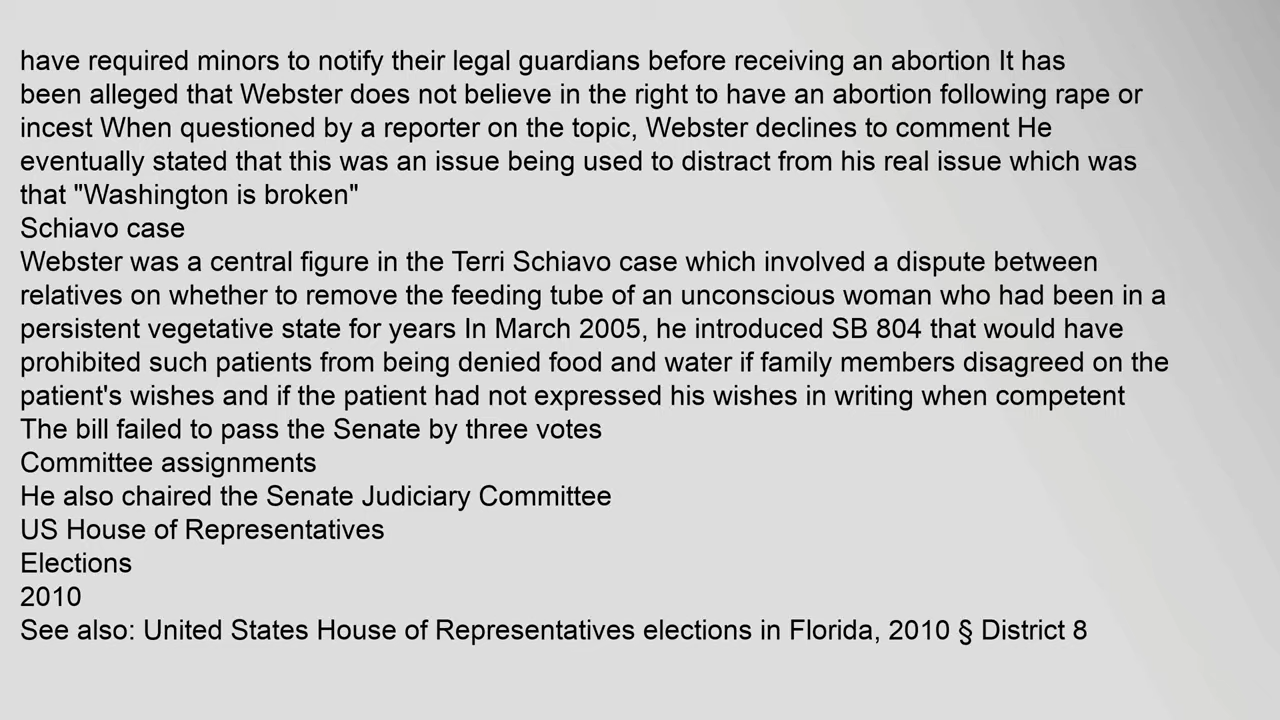 have required minors to notify their legal guardians before receiving an abortion It has
been alleged that Webster does not believe in the right to have an abortion following rape or
incest When questioned by a reporter on the topic, Webster declines to comment He
eventually stated that this was an issue being used to distract from his real issue which was
that "Washington is broken"
Schiavo case
Webster was a central figure in the Terri Schiavo case which involved a dispute between
relatives on whether to remove the feeding tube of an unconscious woman who had been in a
persistent vegetative state for years In March 2005, he introduced SB 804 that would have
prohibited such patients from being denied food and water if family members disagreed on the
patient's wishes and if the patient had not expressed his wishes in writing when competent
The bill failed to pass the Senate by three votes
Committee assignments
He also chaired the Senate Judiciary Committee
US House of Representatives
Elections
2010
See also: United States House of Representatives elections in Florida, 2010 § District 8